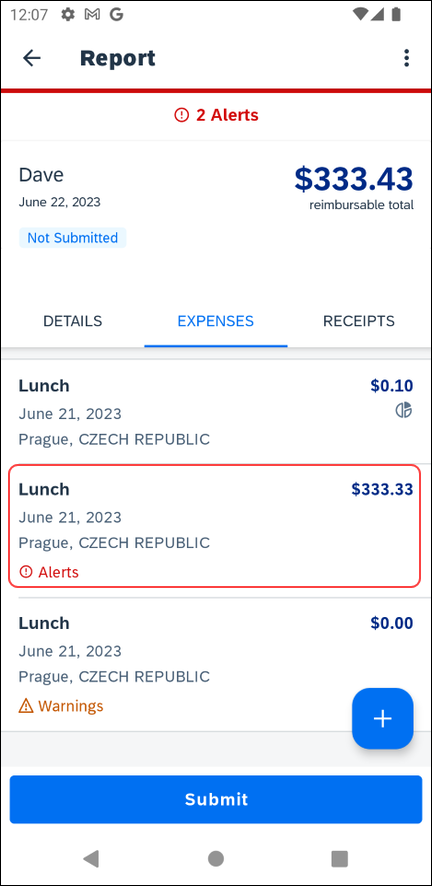 12:07
Report
2 Alerts
Dave
$333.43
June 22, 2023
reimbursable total
Not Submitted
DETAILS
EXPENSES
RECEIPTS
Lunch
$0.10
June 21, 2023
Prague, CZECH REPUBLIC
Lunch
$333.33
June 21, 2023
Prague, CZECH REPUBLIC
Alerts
Lunch
$0.00
June 21, 2023
Prague, CZECH REPUBLIC
Warnings
Submit